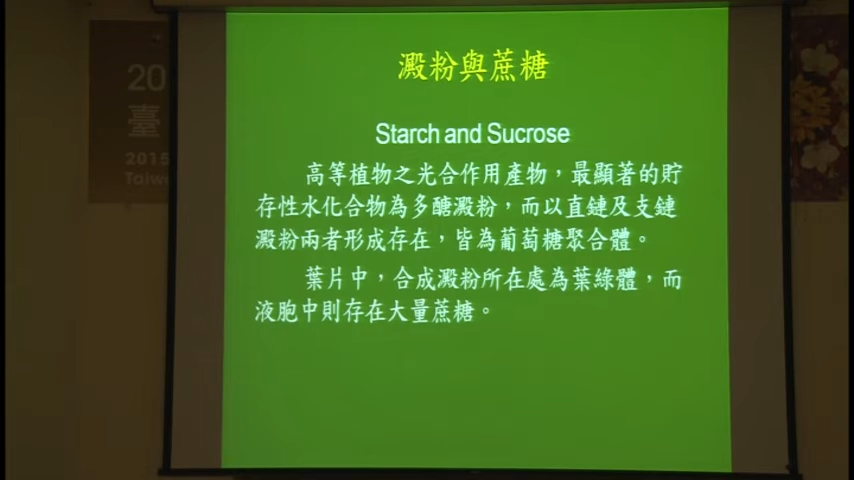 澱粉與蔗糖
Starch and Sucrose
高等植物之光合作用產物，最顯著的貯
存性水化合物為多醣澱粉，而以直鏈及支鏈
澱粉兩者形成存在，皆為葡萄糖聚合體。
葉片中，合成澱粉所在處為葉綠體，而
液胞中則存在大量蔗糖。
20
臺
2015
Taiw